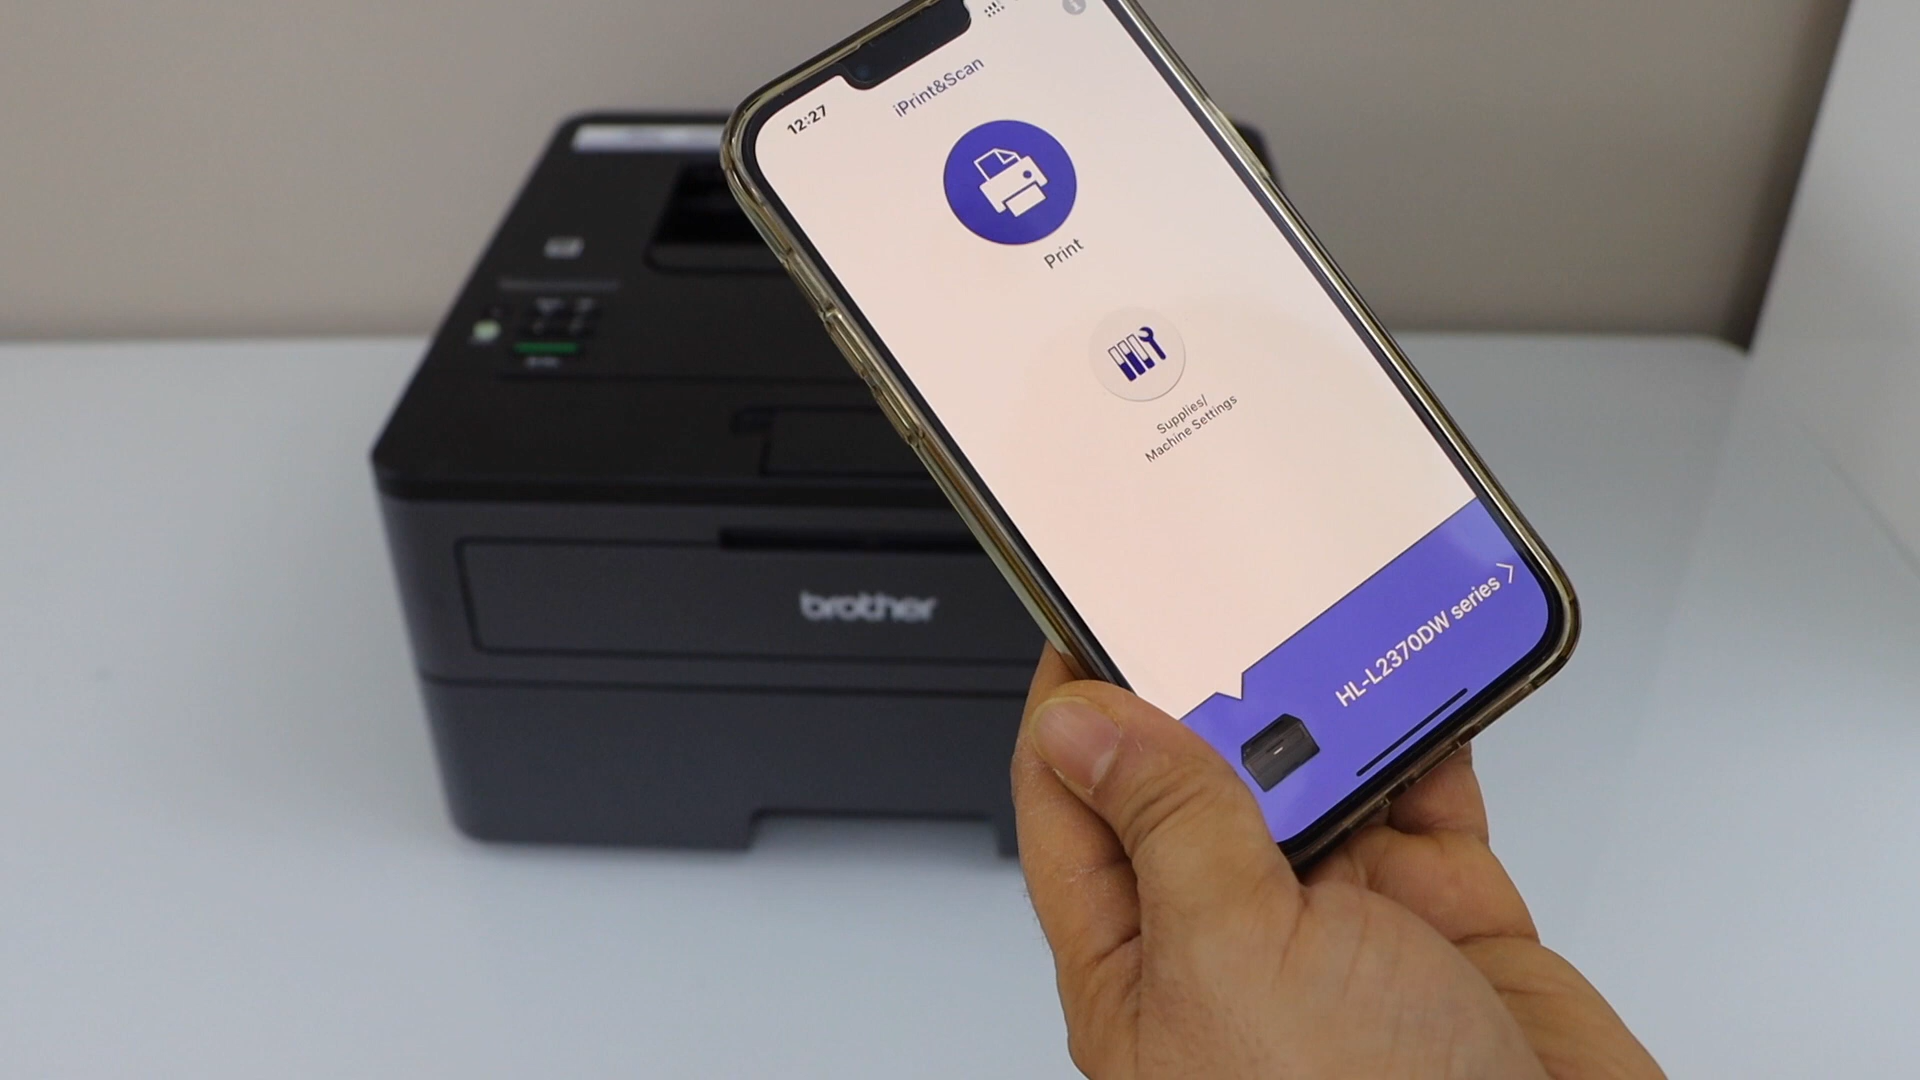 12:27
iPrint&Scan
Print
Supplies/
Machine Settings
HL-L2370DW series
brother